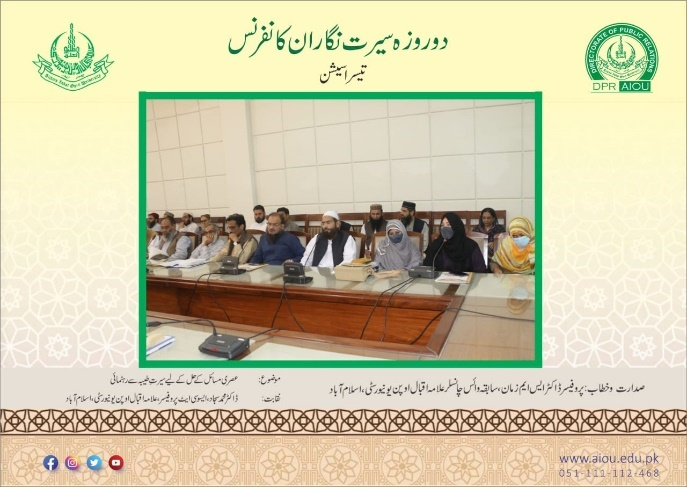 دو روزہ سیرت نگاران کانفرنس
تیسرا سیشن
DIRECTORATE OF PUBLIC RELATIONS
DPR AIOU
صدارت وخطاب: پروفیسر ڈاکٹر ایس ایم زمان، سابقہ وائس چانسلر علامہ اقبال اوپن یونیورسٹی، اسلام آباد
موضوع: عصری مسائل کے حل کے لیے سیرت طیبہ سے رہنمائی
نقابت: ڈاکٹر محمد سجاد، ایسوسی ایٹ پروفیسر، علامہ اقبال اوپن یونیورسٹی، اسلام آباد
www.aiou.edu.pk
051-111-112-468